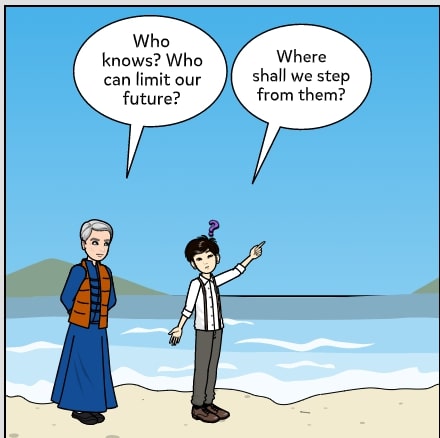 Who
knows? Who
can limit our
future?
Where
shall we step
from them?
?